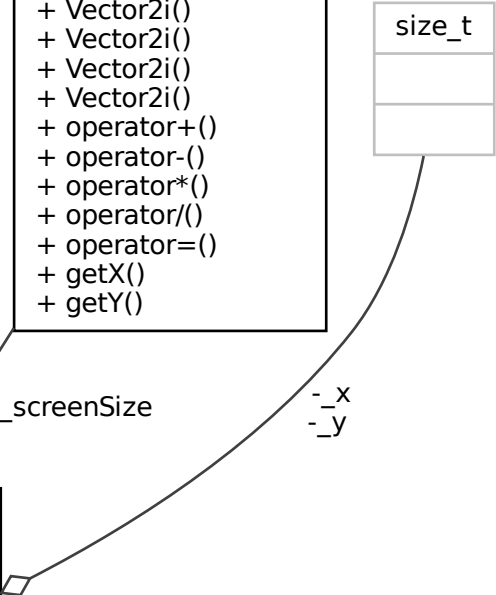 + Vector2i()
+ Vector2i()
+ Vector2i()
+ Vector2i()
+ operator+()
+ operator-()
+ operator*()
+ operator/()
+ operator=()
+ getX()
+ getY()
size_t
_screenSize
-_x
-_y